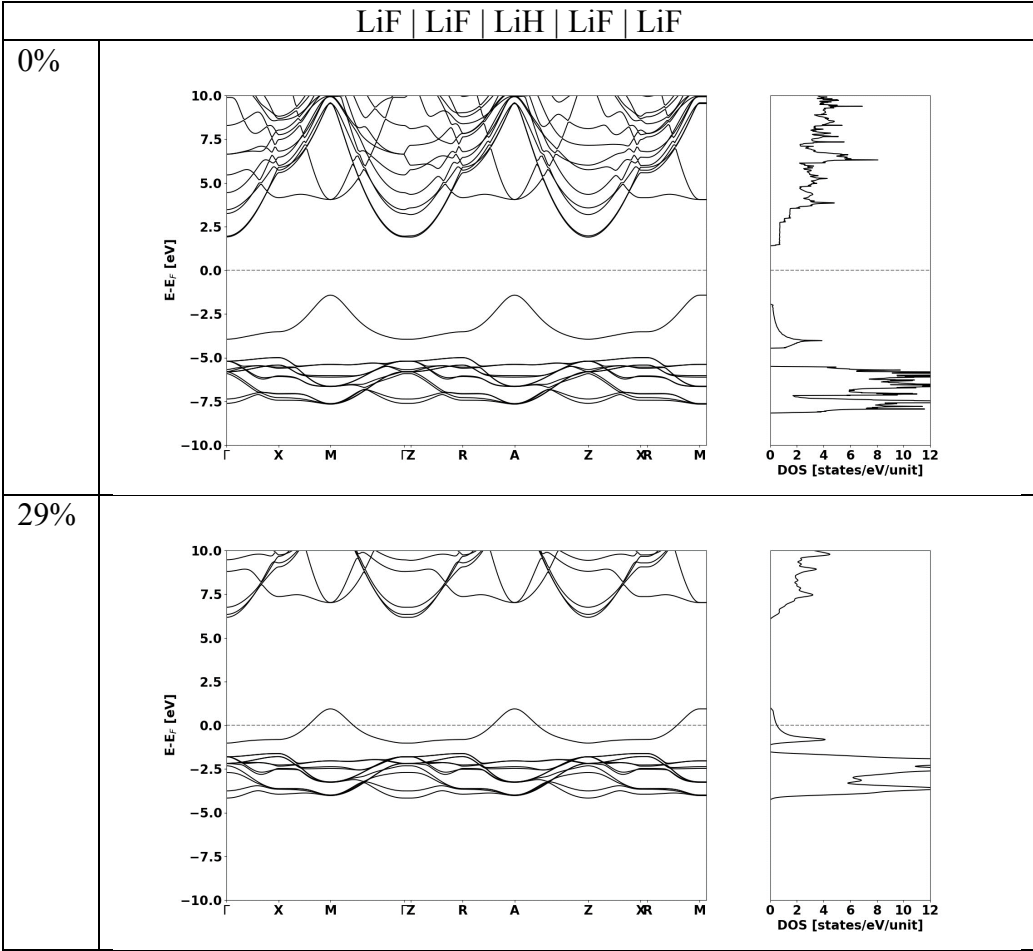 LiF | LiF | LiH | LiF | LiF
0%
10.0
7.5
5.0
2.5
0.0
−2.5
−5.0
−7.5
−10.0
E-E_F [eV]
Γ X M ΓZ R A Z XR M
0 2 4 6 8 10 12
DOS [states/eV/unit]
29%
10.0
7.5
5.0
2.5
0.0
−2.5
−5.0
−7.5
−10.0
E-E_F [eV]
Γ X M ΓZ R A Z XR M
0 2 4 6 8 10 12
DOS [states/eV/unit]